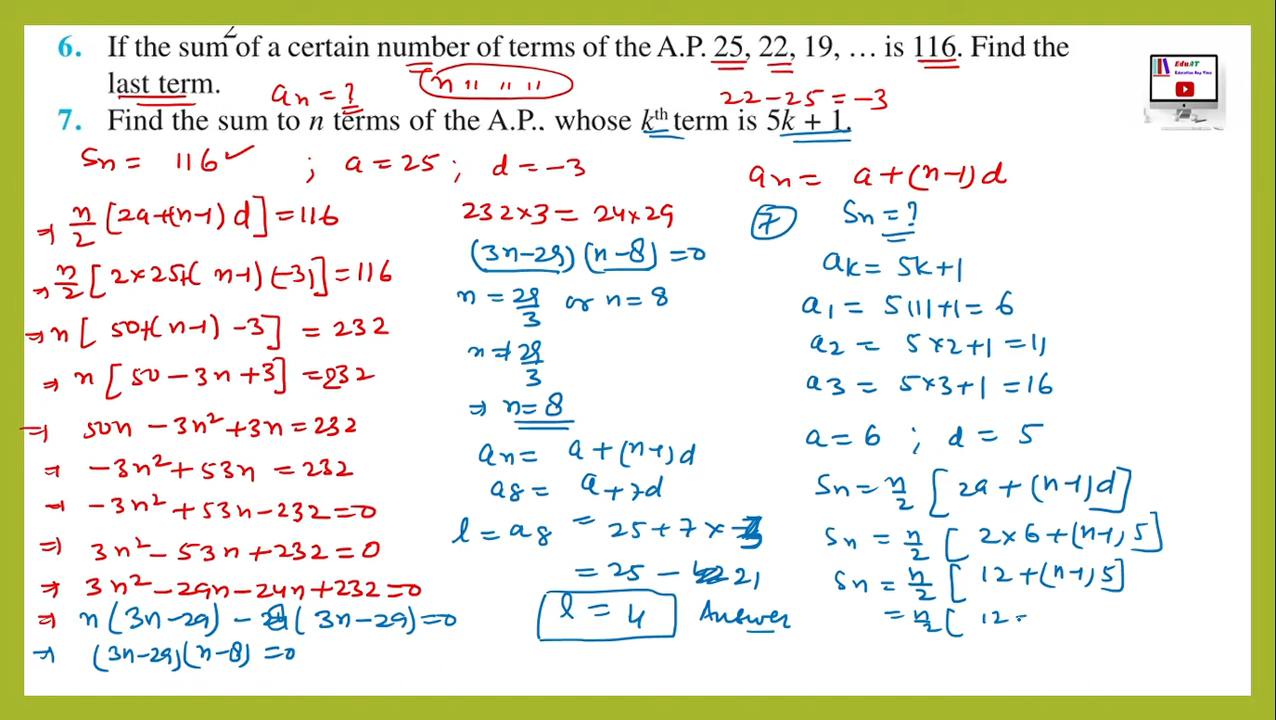 6. If the sum of a certain number of terms of the A.P. 25, 22, 19, … is 116. Find the
last term.
an = ?
(n '' '' '' ''
22-25 = -3
7. Find the sum to n terms of the A.P., whose kth term is 5k + 1.
EduAT
Education Any Time
Sn = 116 ✓ ; a = 25 ; d = -3
⇒ n/2 [2a+(n-1) d] = 116
⇒ n/2 [2×25+( n-1) (-3)] = 116
⇒ n [ 50+(n-1) -3] = 232
⇒ n [ 50 - 3n + 3] = 232
⇒ 50n - 3n² + 3n = 232
⇒ -3n² + 53n = 232
⇒ -3n² + 53n - 232 = 0
⇒ 3n² - 53n + 232 = 0
⇒ 3n² - 29n - 24n + 232 = 0
⇒ n (3n-29) - 8 (3n-29) = 0
⇒ (3n-29)(n-8) = 0
232×3 = 24×29
(3n-29) (n-8) = 0
n = 29/3 or n = 8
n ≠ 29/3
⇒ n = 8
an = a + (n-1) d
a8 = a + 7d
l = a8 = 25 + 7 × -3
= 25 - 21
l = 4 Answer
an = a + (n-1) d
7 Sn = ?
ak = 5k+1
a1 = 5(1)+1 = 6
a2 = 5×2+1 = 11
a3 = 5×3+1 = 16
a = 6 ; d = 5
Sn = n/2 [ 2a + (n-1) d]
Sn = n/2 [ 2×6 + (n-1) 5]
Sn = n/2 [ 12 + (n-1) 5]
= n/2 [ 12